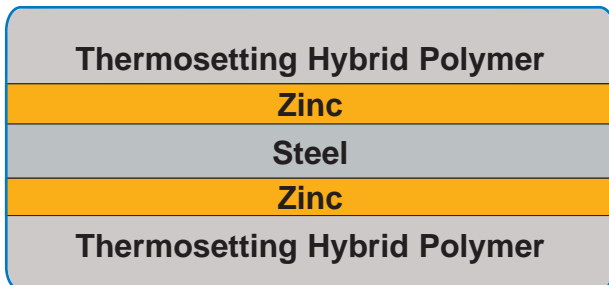 Thermosetting Hybrid Polymer
Zinc
Steel
Zinc
Thermosetting Hybrid Polymer